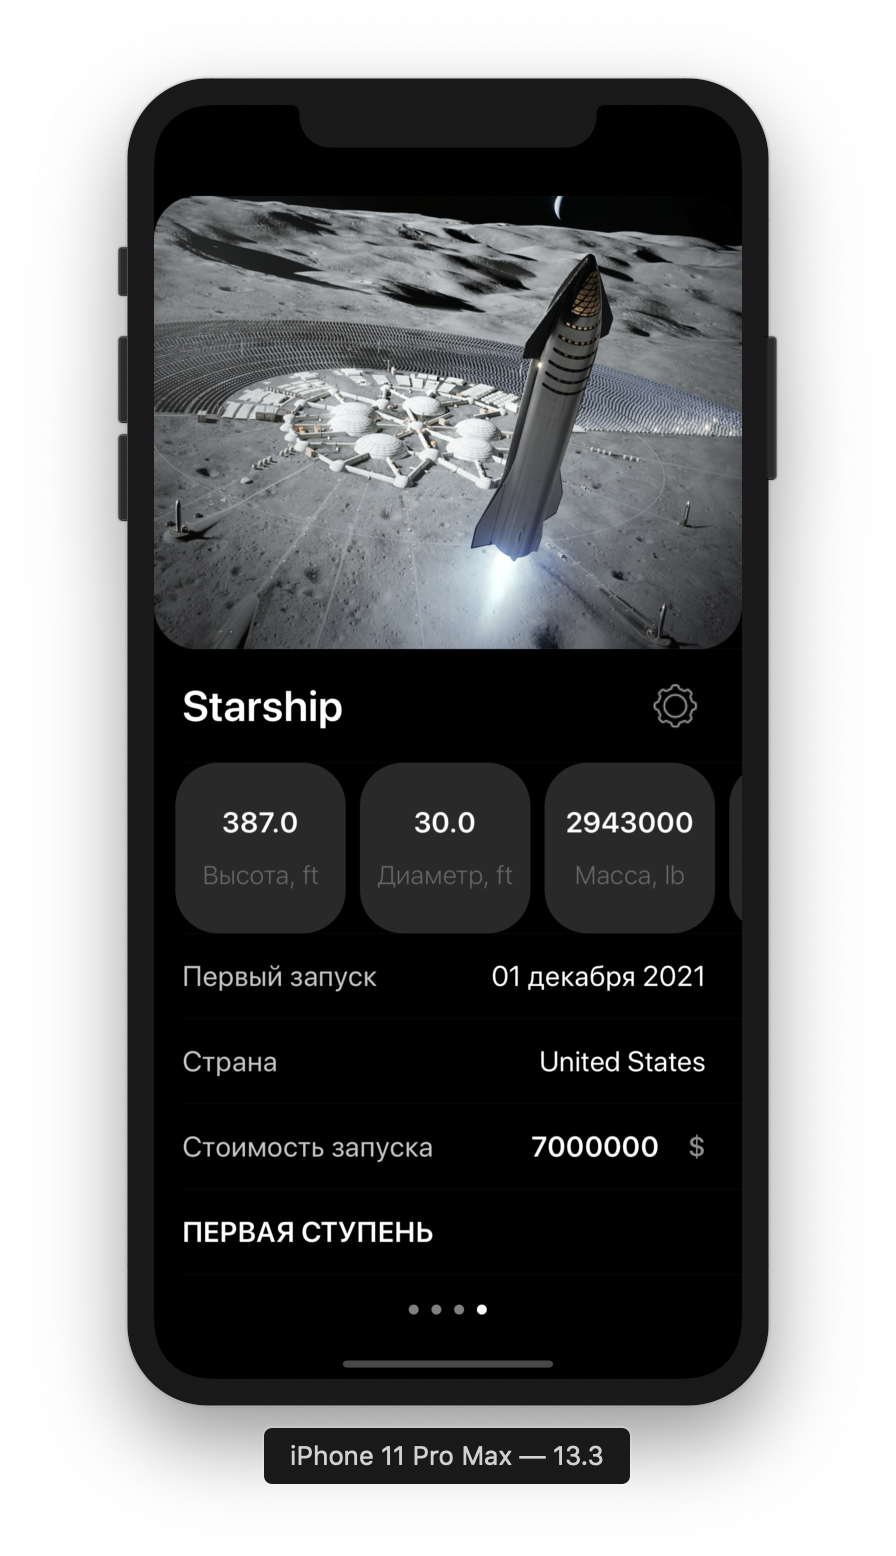 Starship
387.0 30.0 2943000
Высота, ft Диаметр, ft Масса, lb
Первый запуск 01 декабря 2021
Страна United States
Стоимость запуска 7000000 $
ПЕРВАЯ СТУПЕНЬ
iPhone 11 Pro Max — 13.3